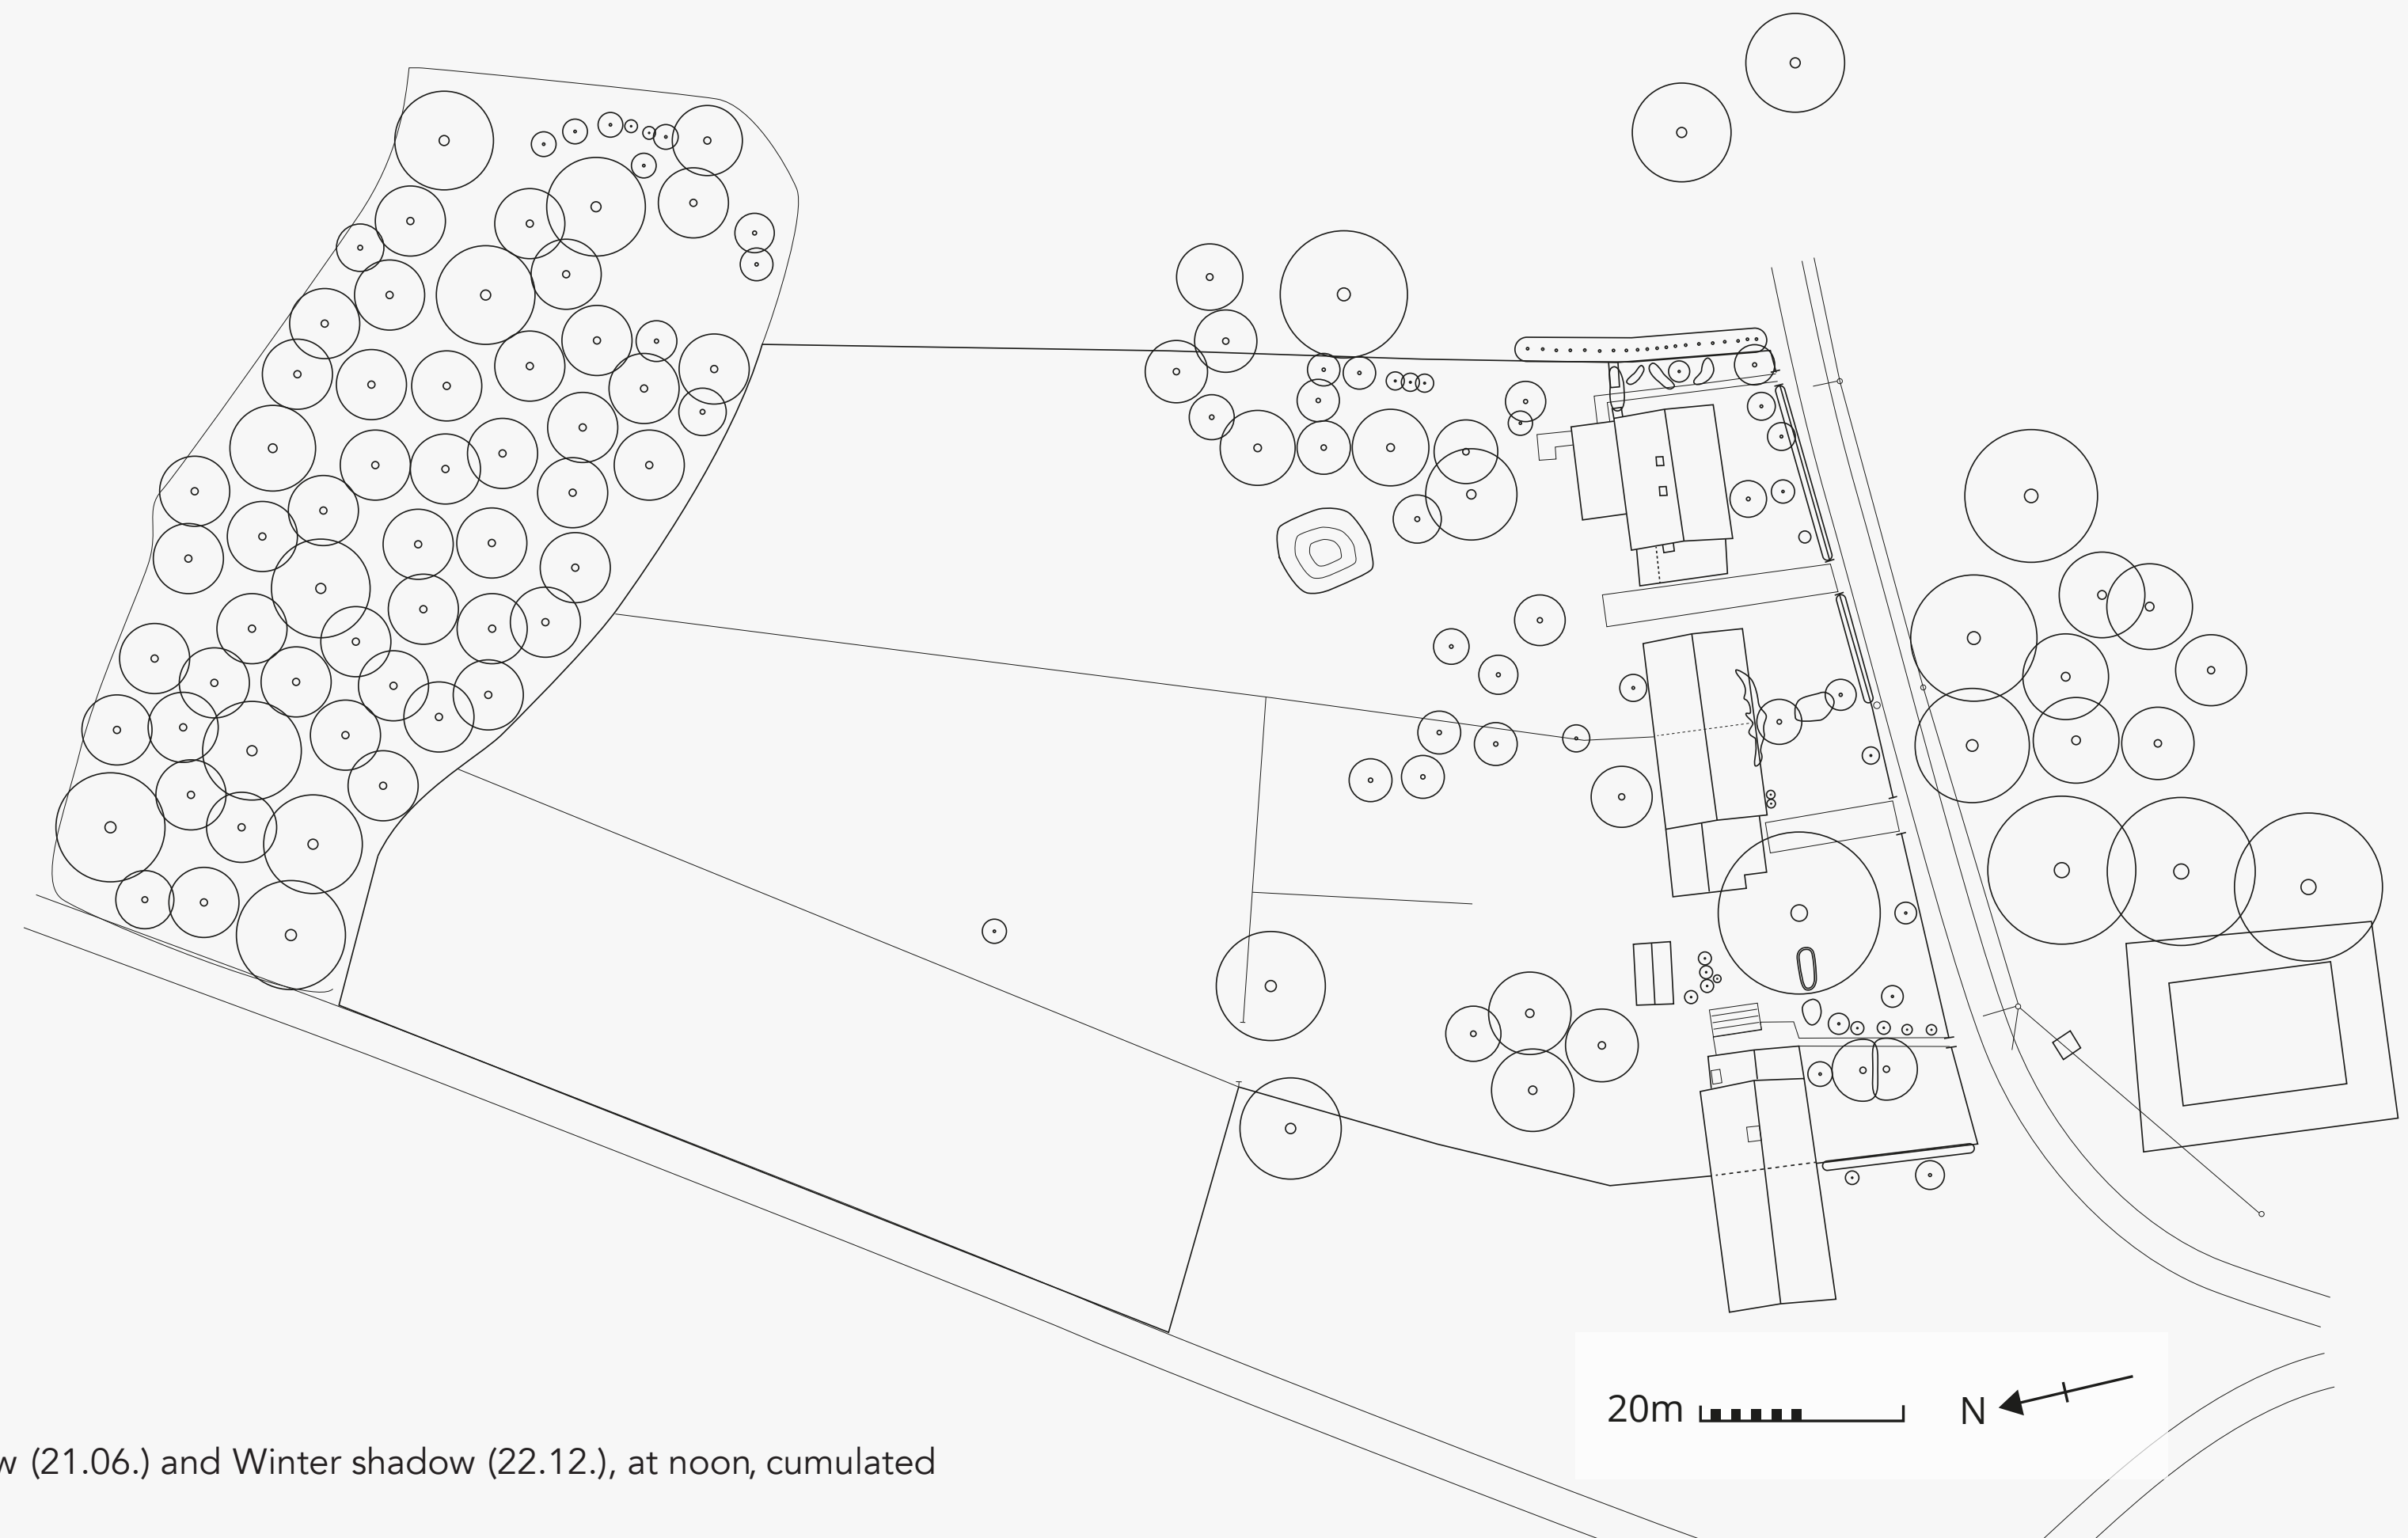 20m
N
w (21.06.) and Winter shadow (22.12.), at noon, cumulated